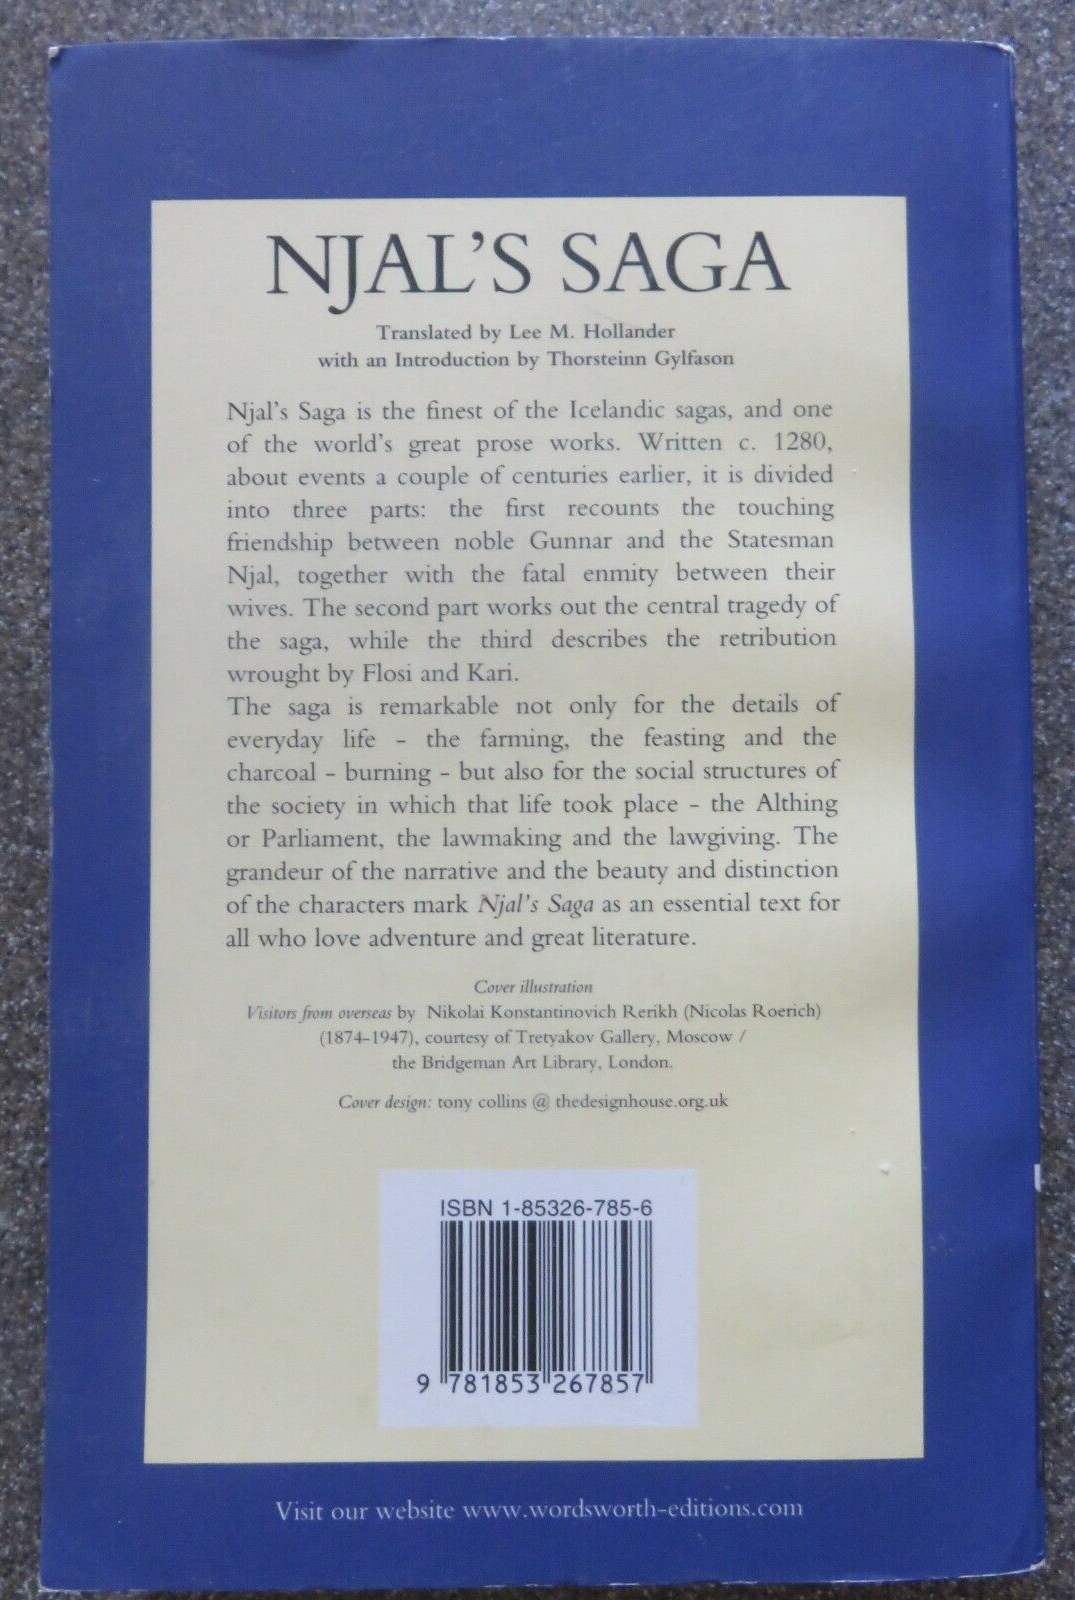 NJAL'S SAGA
Translated by Lee M. Hollander
with an Introduction by Thorsteinn Gylfason
Njal's Saga is the finest of the Icelandic sagas, and one
of the world's great prose works. Written c. 1280,
about events a couple of centuries earlier, it is divided
into three parts: the first recounts the touching
friendship between noble Gunnar and the Statesman
Njal, together with the fatal enmity between their
wives. The second part works out the central tragedy of
the saga, while the third describes the retribution
wrought by Flosi and Kari.
The saga is remarkable not only for the details of
everyday life - the farming, the feasting and the
charcoal - burning - but also for the social structures of
the society in which that life took place - the Althing
or Parliament, the lawmaking and the lawgiving. The
grandeur of the narrative and the beauty and distinction
of the characters mark Njal's Saga as an essential text for
all who love adventure and great literature.
Cover illustration
Visitors from overseas by Nikolai Konstantinovich Rerikh (Nicolas Roerich)
(1874-1947), courtesy of Tretyakov Gallery, Moscow /
the Bridgeman Art Library, London.
Cover design: tony collins @ thedesignhouse.org.uk
ISBN 1-85326-785-6
9 781853 267857
Visit our website www.wordsworth-editions.com